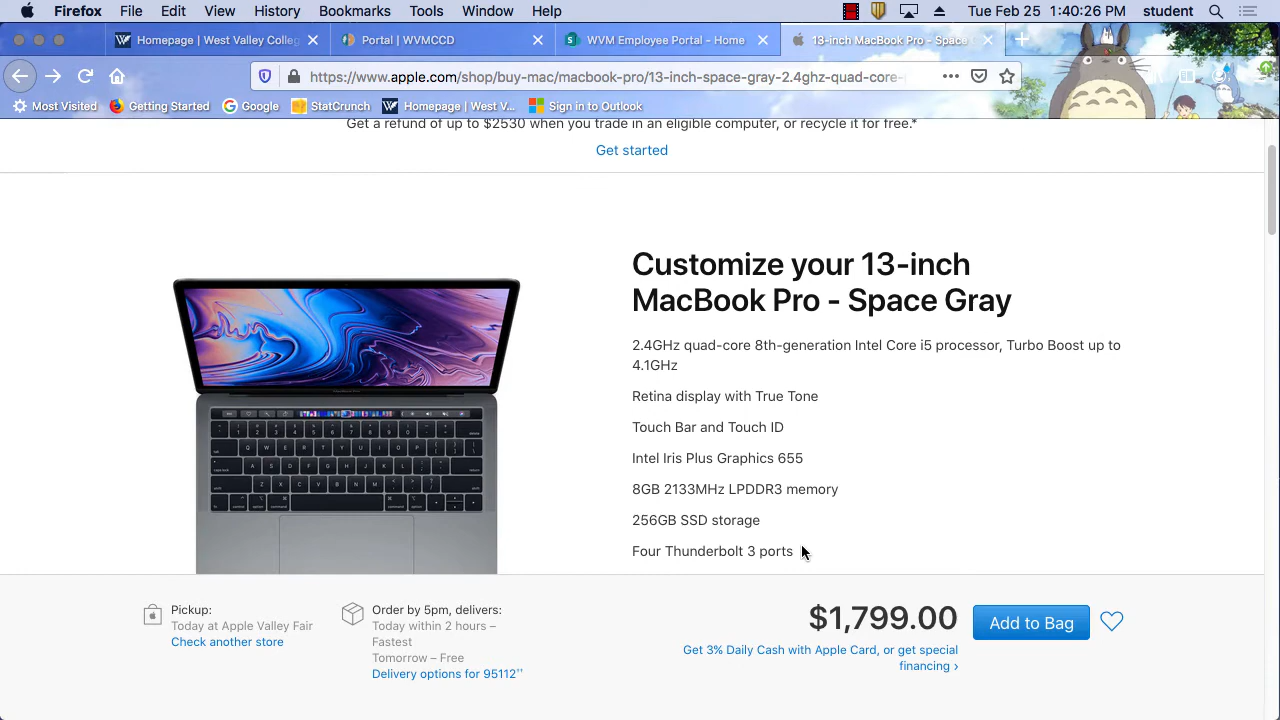 Firefox File Edit View History Bookmarks Tools Window Help Tue Feb 25 1:40:26 PM student
Homepage | West Valley Colleg Portal | WVMCCD WVM Employee Portal - Home 13-inch MacBook Pro - Space
https://www.apple.com/shop/buy-mac/macbook-pro/13-inch-space-gray-2.4ghz-quad-core-
Most Visited Getting Started Google StatCrunch Homepage | West V... Sign in to Outlook
Get a refund of up to $2530 when you trade in an eligible computer, or recycle it for free.*
Get started
Customize your 13-inch
MacBook Pro - Space Gray
2.4GHz quad-core 8th-generation Intel Core i5 processor, Turbo Boost up to
4.1GHz
Retina display with True Tone
Touch Bar and Touch ID
Intel Iris Plus Graphics 655
8GB 2133MHz LPDDR3 memory
256GB SSD storage
Four Thunderbolt 3 ports
Pickup:
Today at Apple Valley Fair
Check another store
Order by 5pm, delivers:
Today within 2 hours –
Fastest
Tomorrow – Free
Delivery options for 95112††
$1,799.00
Add to Bag
Get 3% Daily Cash with Apple Card, or get special
financing ›